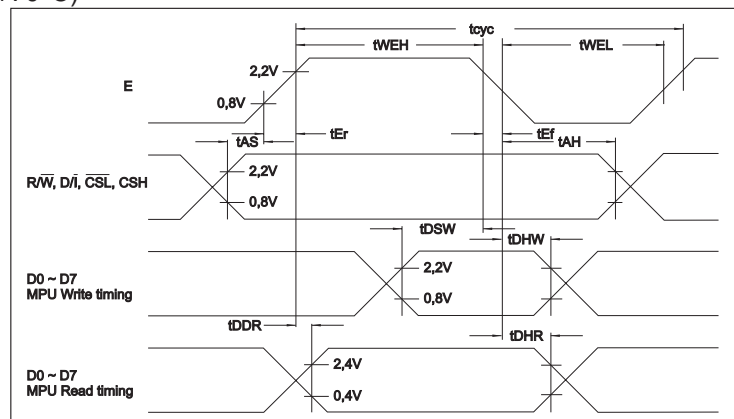 tcyc
tWEH
tWEL
2,2V
E
0,8V
tEr
tEf
tAS
tAH
R/W, D/I, CSL, CSH
2,2V
0,8V
tDSW
tDHW
D0 ~ D7
MPU Write timing
2,2V
0,8V
tDDR
tDHR
D0 ~ D7
MPU Read timing
2,4V
0,4V